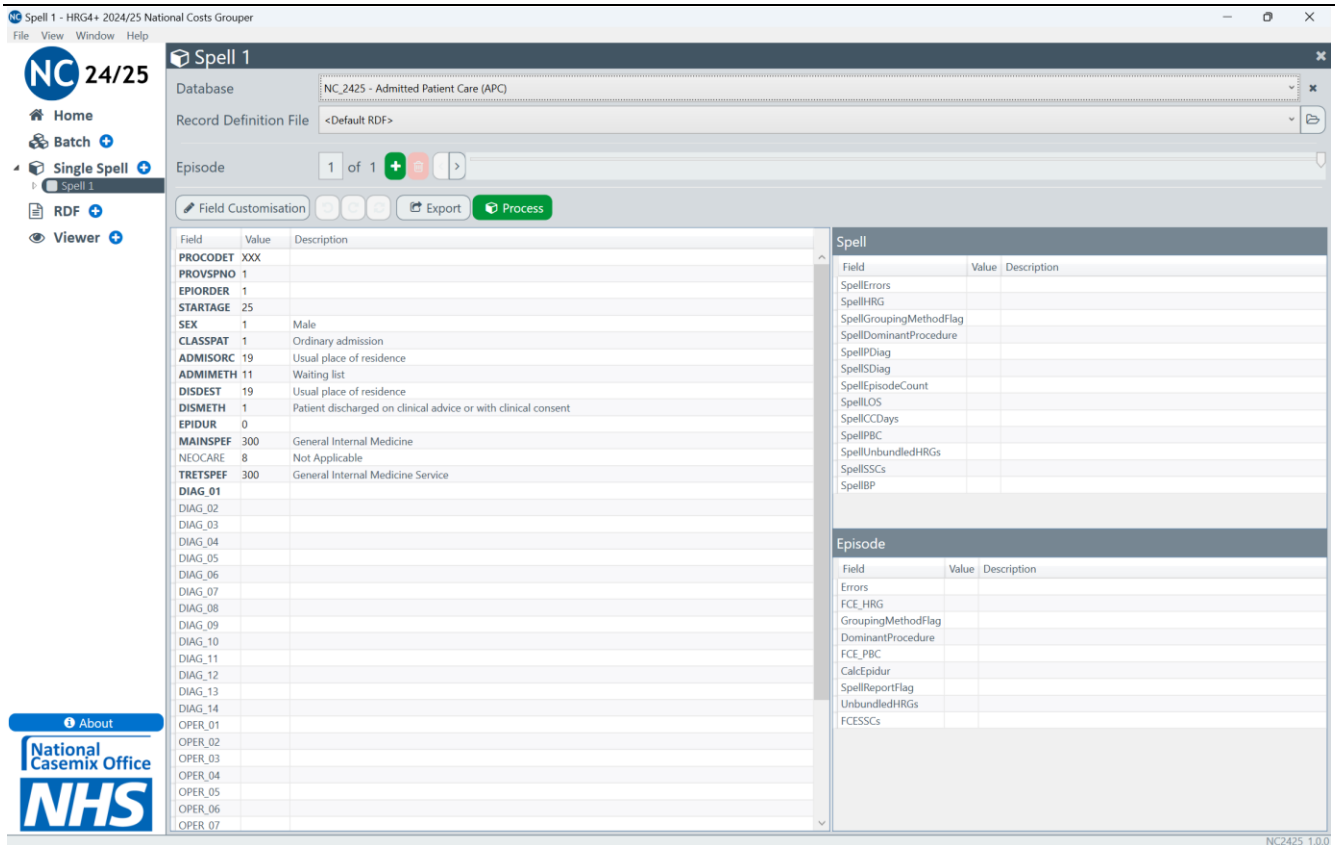 Spell 1 - HRG4+ 2024/25 National Costs Grouper
File View Window Help
NC 24/25
Home
Batch
Single Spell
Spell 1
RDF
Viewer
About
National
Casemix Office
NHS
Spell 1
Database NC_2425 - Admitted Patient Care (APC)
Record Definition File <Default RDF>
Episode 1 of 1
Field Customisation Export Process
Field Value Description
PROCODET XXX
PROVSPNO 1
EPIORDER 1
STARTAGE 25
SEX 1 Male
CLASSPAT 1 Ordinary admission
ADMISORC 19 Usual place of residence
ADMIMETH 11 Waiting list
DISDEST 19 Usual place of residence
DISMETH 1 Patient discharged on clinical advice or with clinical consent
EPIDUR 0
MAINSPEF 300 General Internal Medicine
NEOCARE 8 Not Applicable
TRETSPEF 300 General Internal Medicine Service
DIAG_01
DIAG_02
DIAG_03
DIAG_04
DIAG_05
DIAG_06
DIAG_07
DIAG_08
DIAG_09
DIAG_10
DIAG_11
DIAG_12
DIAG_13
DIAG_14
OPER_01
OPER_02
OPER_03
OPER_04
OPER_05
OPER_06
OPER_07
Spell
Field Value Description
SpellErrors
SpellHRG
SpellGroupingMethodFlag
SpellDominantProcedure
SpellPDiag
SpellSDiag
SpellEpisodeCount
SpellLOS
SpellCCDays
SpellPBC
SpellUnbundledHRGs
SpellSSCs
SpellBP
Episode
Field Value Description
Errors
FCE_HRG
GroupingMethodFlag
DominantProcedure
FCE_PBC
CalcEpidur
SpellReportFlag
UnbundledHRGs
FCESSCs
NC2425_1.0.0